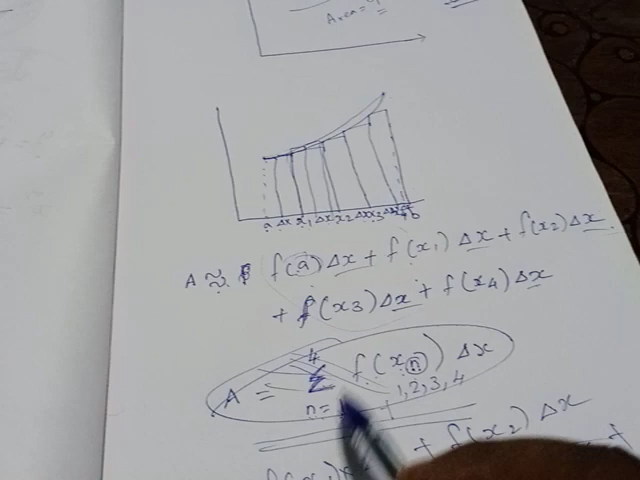 Area =
a Δx x1 Δx x2 Δx x3 Δx x4 b
A ≈ f(a)Δx + f(x1)Δx + f(x2)Δx
+ f(x3)Δx + f(x4)Δx
A = 4 Σ n= f(xn) Δx
1,2,3,4
+ f(x2) Δx